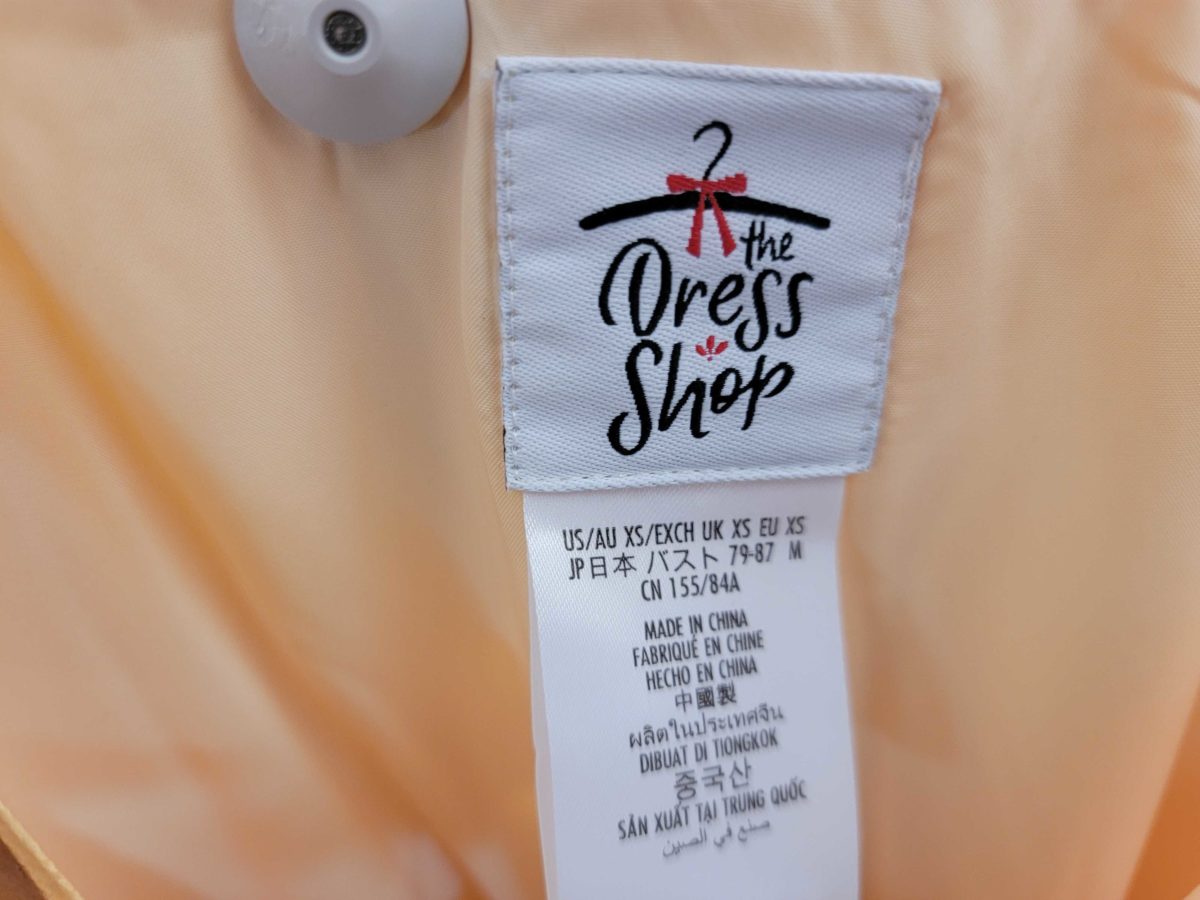 the
Dress
Shop
US/AU XS/EXCH UK XS EU XS
JP日本 バスト 79-87 M
CN 155/84A
MADE IN CHINA
FABRIQUÉ EN CHINE
HECHO EN CHINA
中國製
ผลิตในประเทศจีน
DIBUAT DI TIONGKOK
중국산
SẢN XUẤT TẠI TRUNG QUỐC
صنع في الصين